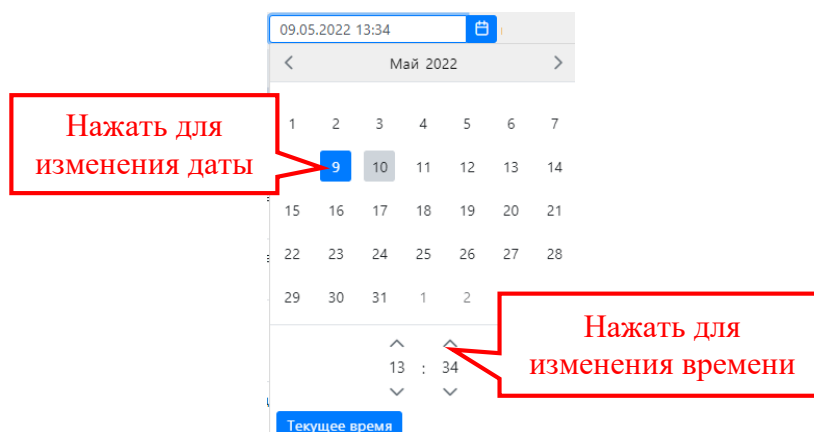 09.05.2022 13:34
Май 2022
1 2 3 4 5 6 7
9 10 11 12 13 14
15 16 17 18 19 20 21
22 23 24 25 26 27 28
29 30 31 1 2
13 : 34
Текущее время
Нажать для
изменения даты
Нажать для
изменения времени